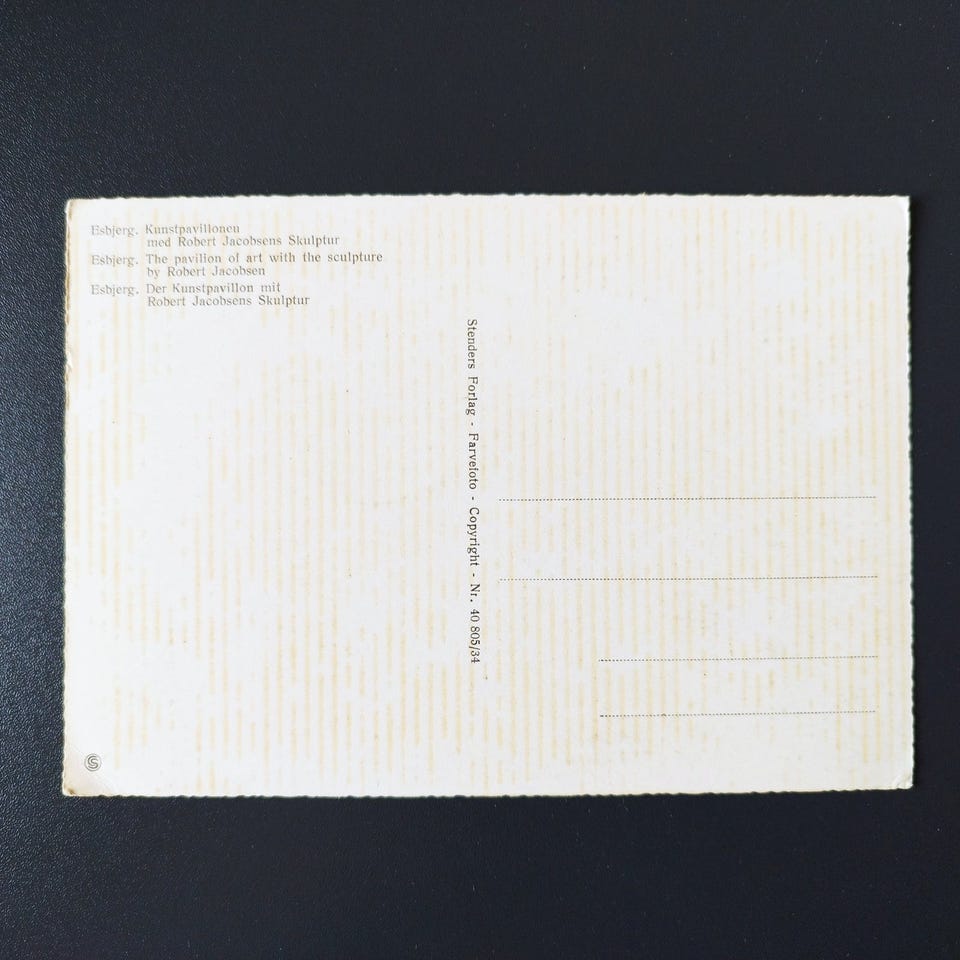 Esbjerg. Kunstpavilloneu
med Robert Jacobsens Skulptur
Esbjerg. The pavilion of art with the sculpture
by Robert Jacobsen
Esbjerg. Der Kunstpavillon mit
Robert Jacobsens Skulptur
Stenders Forlag - Farvefoto - Copyright - Nr. 40 805/34
S